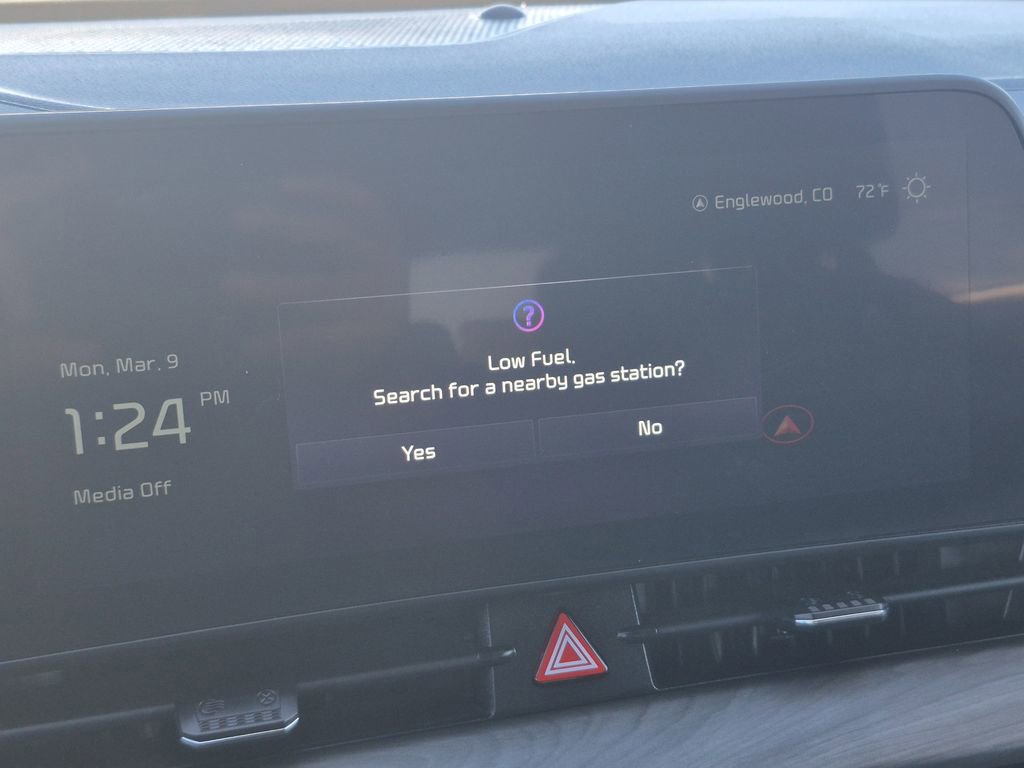 Englewood, CO 72°F
Mon, Mar. 9
1:24 PM
Media Off
?
Low Fuel.
Search for a nearby gas station?
Yes
No